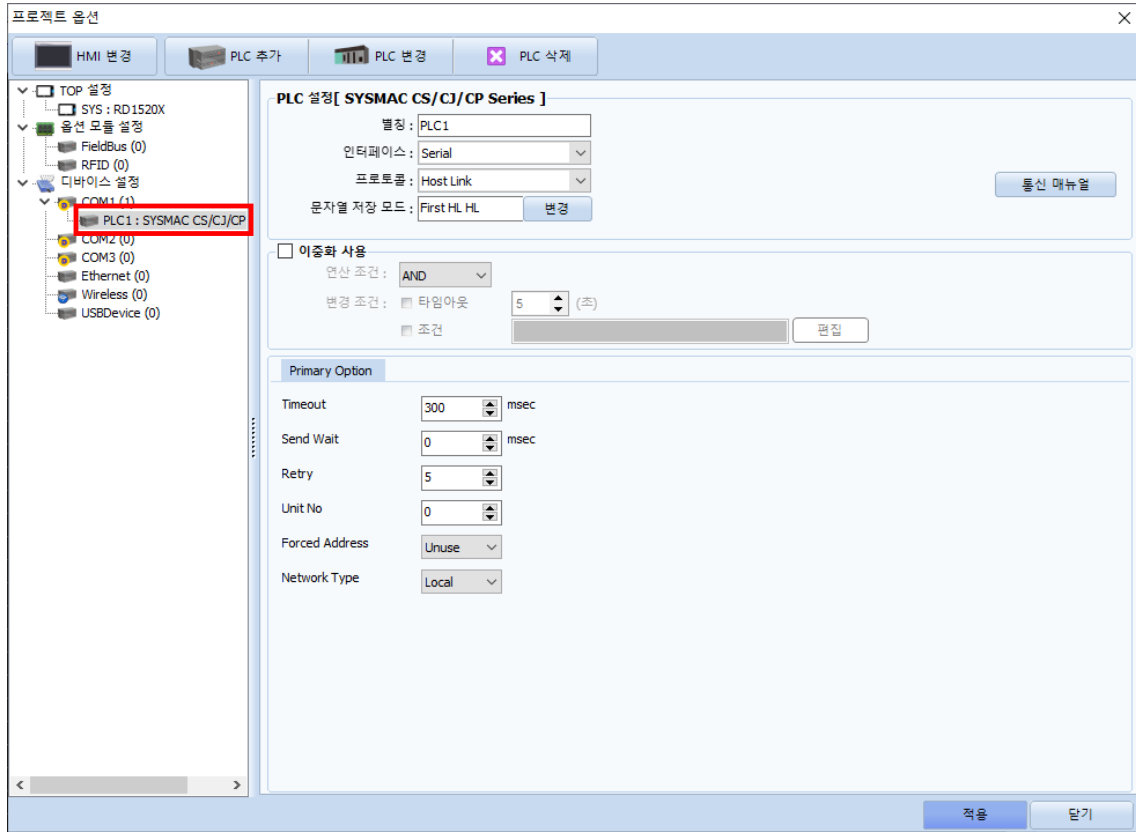 프로젝트 옵션
HMI 변경
PLC 추가
PLC 변경
PLC 삭제
TOP 설정
SYS : RD1520X
옵션 모듈 설정
FieldBus (0)
RFID (0)
디바이스 설정
COM1 (1)
PLC1 : SYSMAC CS/CJ/CP
COM2 (0)
COM3 (0)
Ethernet (0)
Wireless (0)
USBDevice (0)
PLC 설정[ SYSMAC CS/CJ/CP Series ]
별칭 : PLC1
인터페이스 : Serial
프로토콜 : Host Link
통신 매뉴얼
문자열 저장 모드 : First HL HL 변경
이중화 사용
연산 조건 : AND
변경 조건 : 타임아웃 5 (초)
조건 편집
Primary Option
Timeout 300 msec
Send Wait 0 msec
Retry 5
Unit No 0
Forced Address Unuse
Network Type Local
적용 닫기